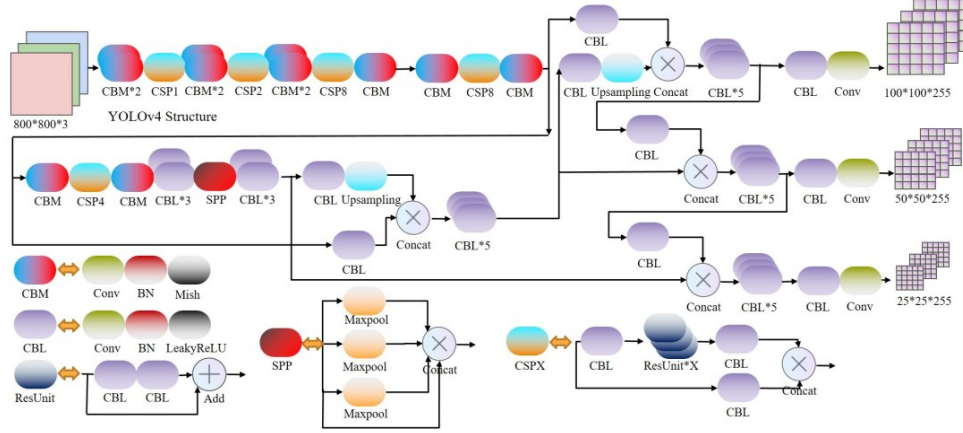 CBL
CBM*2 CSP1 CBM*2 CSP2 CBM*2 CSP8 CBM CBM CSP8 CBM CBL Upsampling Concat CBL*5 CBL Conv 100*100*255
800*800*3
YOLOv4 Structure
CBL
CBM CSP4 CBM CBL*3 SPP CBL*3 CBL Upsampling Concat CBL*5 CBL Conv 50*50*255
CBL Concat CBL*5
CBL
CBM Conv BN Mish
Concat CBL*5 CBL Conv 25*25*255
CBL Conv BN LeakyReLU
ResUnit CBL CBL Add
SPP Maxpool Maxpool Maxpool Concat
CSPX CBL ResUnit*X CBL CBL Concat